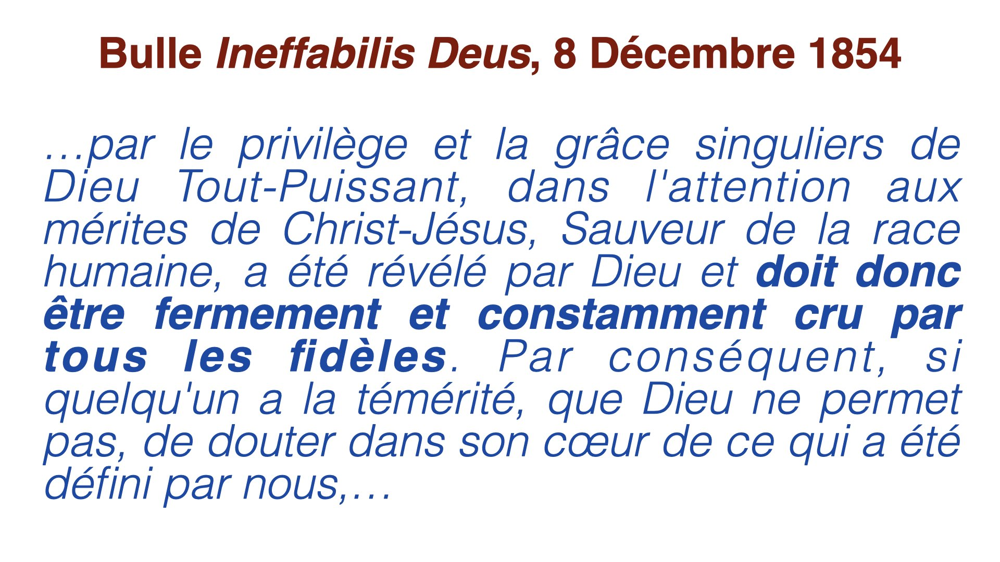 Bulle Ineffabilis Deus, 8 Décembre 1854
…par le privilège et la grâce singuliers de
Dieu Tout-Puissant, dans l'attention aux
mérites de Christ-Jésus, Sauveur de la race
humaine, a été révélé par Dieu et doit donc
être fermement et constamment cru par
tous les fidèles. Par conséquent, si
quelqu'un a la témérité, que Dieu ne permet
pas, de douter dans son cœur de ce qui a été
défini par nous,…